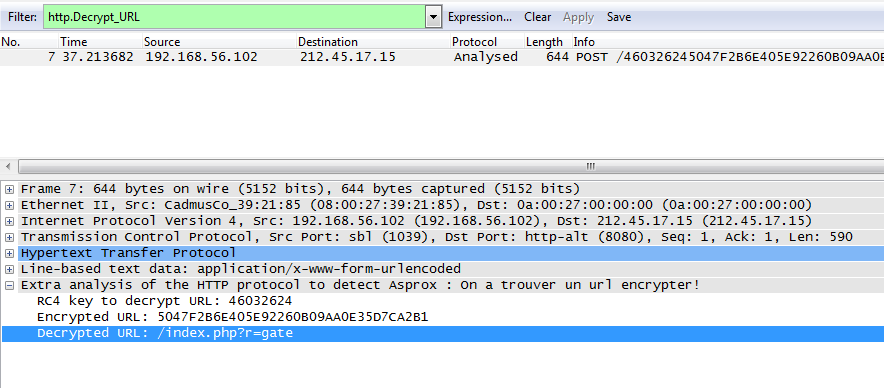 Filter: http.Decrypt_URL Expression... Clear Apply Save
No. Time Source Destination Protocol Length Info
7 37.213682 192.168.56.102 212.45.17.15 Analysed 644 POST /460326245047F2B6E405E92260B09AA0E
Frame 7: 644 bytes on wire (5152 bits), 644 bytes captured (5152 bits)
Ethernet II, Src: CadmusCo_39:21:85 (08:00:27:39:21:85), Dst: 0a:00:27:00:00:00 (0a:00:27:00:00:00)
Internet Protocol Version 4, Src: 192.168.56.102 (192.168.56.102), Dst: 212.45.17.15 (212.45.17.15)
Transmission Control Protocol, Src Port: sbl (1039), Dst Port: http-alt (8080), Seq: 1, Ack: 1, Len: 590
Hypertext Transfer Protocol
Line-based text data: application/x-www-form-urlencoded
Extra analysis of the HTTP protocol to detect Asprox : On a trouver un url encrypter!
RC4 key to decrypt URL: 46032624
Encrypted URL: 5047F2B6E405E92260B09AA0E35D7CA2B1
Decrypted URL: /index.php?r=gate